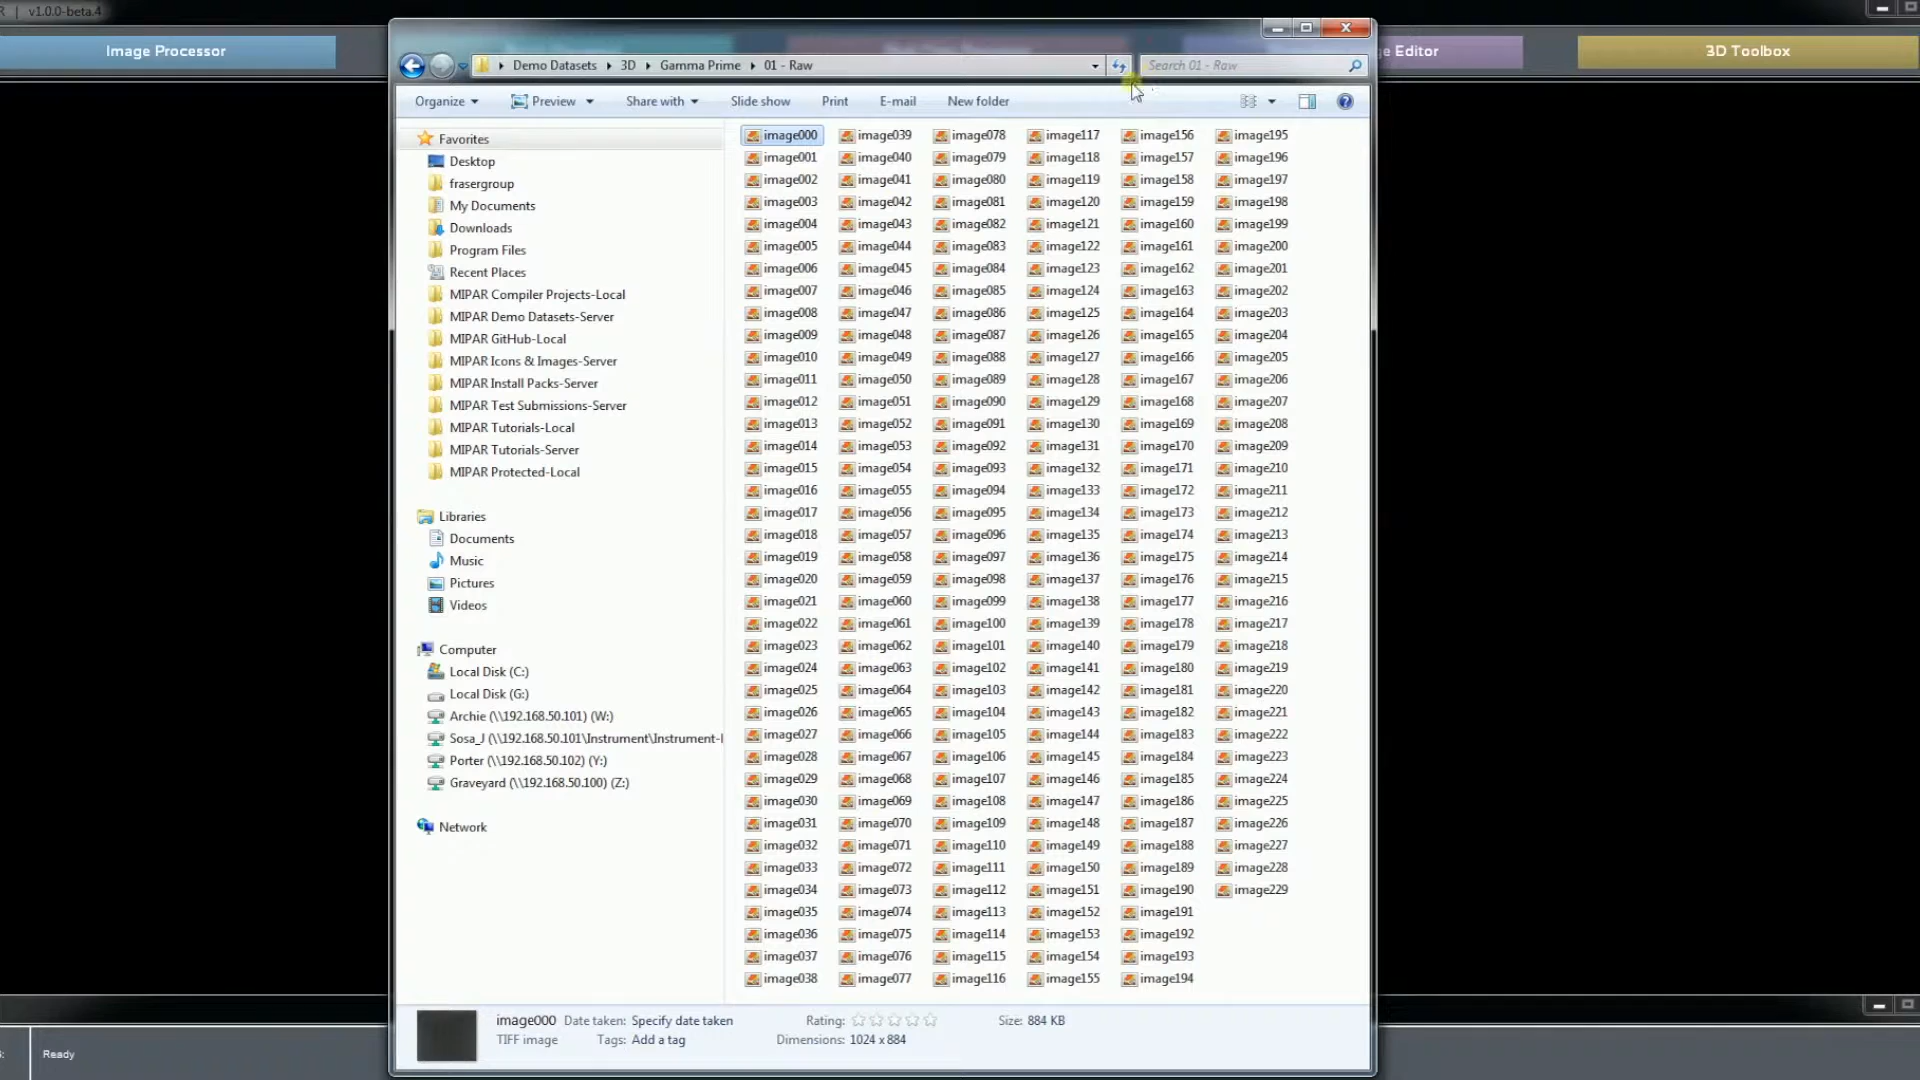 R | v1.0.0-beta.4
Image Processor
e Editor
3D Toolbox
Demo Datasets
3D
Gamma Prime
01 - Raw
Search 01 - Raw
Organize
Preview
Share with
Slide show
Print
E-mail
New folder
Favorites
Desktop
frasergroup
My Documents
Downloads
Program Files
Recent Places
MIPAR Compiler Projects-Local
MIPAR Demo Datasets-Server
MIPAR GitHub-Local
MIPAR Icons & Images-Server
MIPAR Install Packs-Server
MIPAR Test Submissions-Server
MIPAR Tutorials-Local
MIPAR Tutorials-Server
MIPAR Protected-Local
Libraries
Documents
Music
Pictures
Videos
Computer
Local Disk (C:)
Local Disk (G:)
Archie (\\192.168.50.101) (W:)
Sosa_J (\\192.168.50.101\Instrument\Instrument-I
Porter (\\192.168.50.102) (Y:)
Graveyard (\\192.168.50.100) (Z:)
Network
image000 image039 image078 image117 image156 image195
image001 image040 image079 image118 image157 image196
image002 image041 image080 image119 image158 image197
image003 image042 image081 image120 image159 image198
image004 image043 image082 image121 image160 image199
image005 image044 image083 image122 image161 image200
image006 image045 image084 image123 image162 image201
image007 image046 image085 image124 image163 image202
image008 image047 image086 image125 image164 image203
image009 image048 image087 image126 image165 image204
image010 image049 image088 image127 image166 image205
image011 image050 image089 image128 image167 image206
image012 image051 image090 image129 image168 image207
image013 image052 image091 image130 image169 image208
image014 image053 image092 image131 image170 image209
image015 image054 image093 image132 image171 image210
image016 image055 image094 image133 image172 image211
image017 image056 image095 image134 image173 image212
image018 image057 image096 image135 image174 image213
image019 image058 image097 image136 image175 image214
image020 image059 image098 image137 image176 image215
image021 image060 image099 image138 image177 image216
image022 image061 image100 image139 image178 image217
image023 image062 image101 image140 image179 image218
image024 image063 image102 image141 image180 image219
image025 image064 image103 image142 image181 image220
image026 image065 image104 image143 image182 image221
image027 image066 image105 image144 image183 image222
image028 image067 image106 image145 image184 image223
image029 image068 image107 image146 image185 image224
image030 image069 image108 image147 image186 image225
image031 image070 image109 image148 image187 image226
image032 image071 image110 image149 image188 image227
image033 image072 image111 image150 image189 image228
image034 image073 image112 image151 image190 image229
image035 image074 image113 image152 image191
image036 image075 image114 image153 image192
image037 image076 image115 image154 image193
image038 image077 image116 image155 image194
image000 Date taken: Specify date taken Rating: Size: 884 KB
TIFF image Tags: Add a tag Dimensions: 1024 x 884
s:
Ready